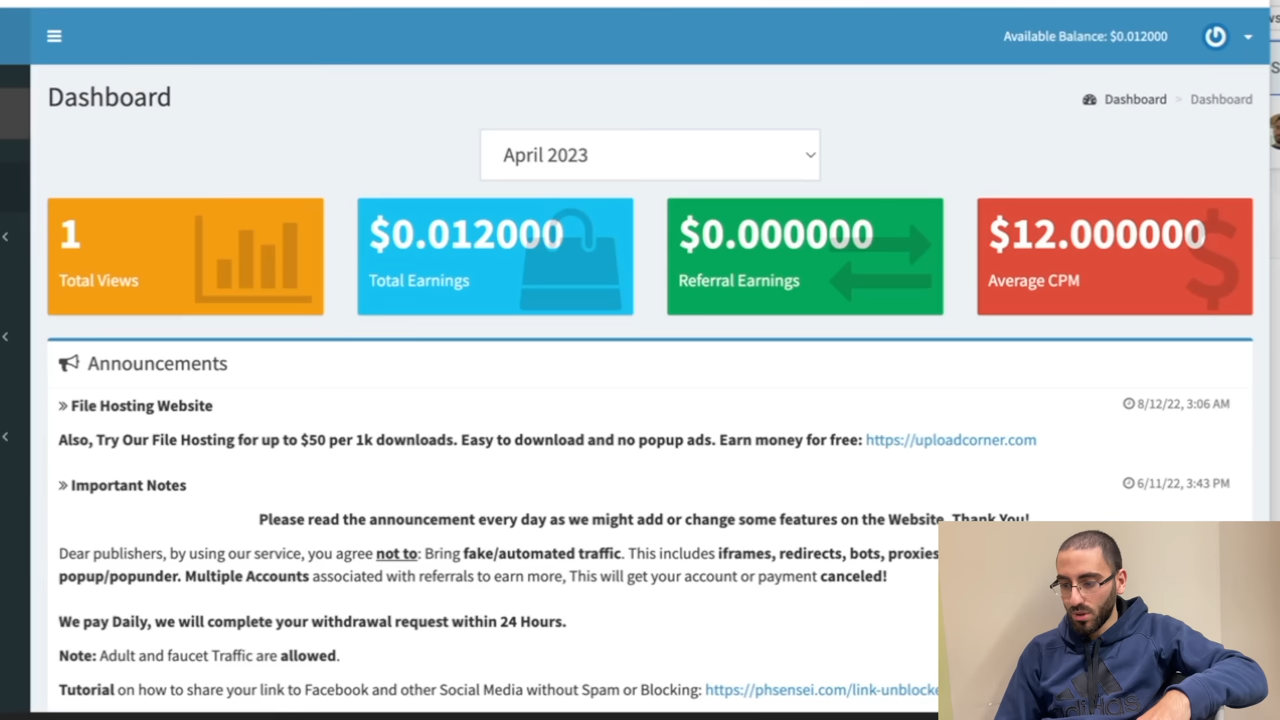 Available Balance: $0.012000
Dashboard
Dashboard > Dashboard
April 2023
1
Total Views
$0.012000
Total Earnings
$0.000000
Referral Earnings
$12.000000
Average CPM
$
Announcements
» File Hosting Website
8/12/22, 3:06 AM
Also, Try Our File Hosting for up to $50 per 1k downloads. Easy to download and no popup ads. Earn money for free: https://uploadcorner.com
» Important Notes
6/11/22, 3:43 PM
Please read the announcement every day as we might add or change some features on the Website. Thank You!
Dear publishers, by using our service, you agree not to: Bring fake/automated traffic. This includes iframes, redirects, bots, proxies
popup/popunder. Multiple Accounts associated with referrals to earn more, This will get your account or payment canceled!
We pay Daily, we will complete your withdrawal request within 24 Hours.
Note: Adult and faucet Traffic are allowed.
Tutorial on how to share your link to Facebook and other Social Media without Spam or Blocking: https://phsensei.com/link-unblocke
adidas